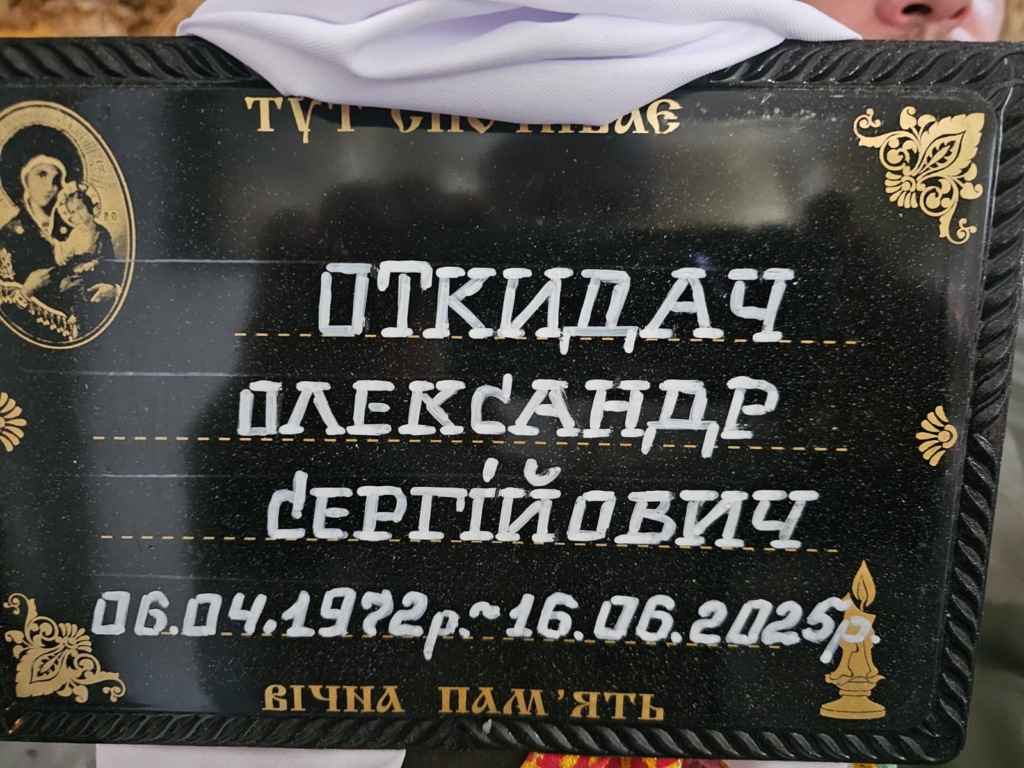 ТУТ СПОЧИВАЄ
ОТКИДАЧ
ОЛЕКСАНДР
СЕРГІЙОВИЧ
06.04.1972р.~16.06.2025р.
ВІЧНА ПАМ'ЯТЬ